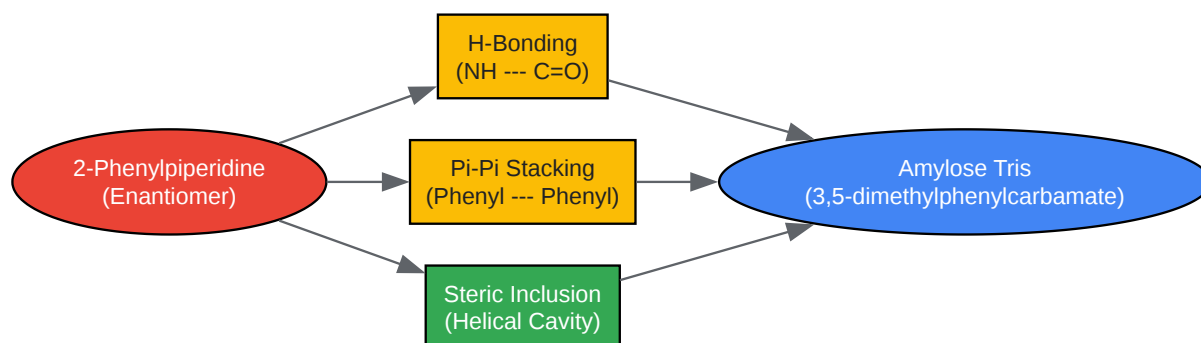 H-Bonding
(NH --- C=O)
2-Phenylpiperidine
(Enantiomer)
Pi-Pi Stacking
(Phenyl --- Phenyl)
Amylose Tris
(3,5-dimethylphenylcarbamate)
Steric Inclusion
(Helical Cavity)